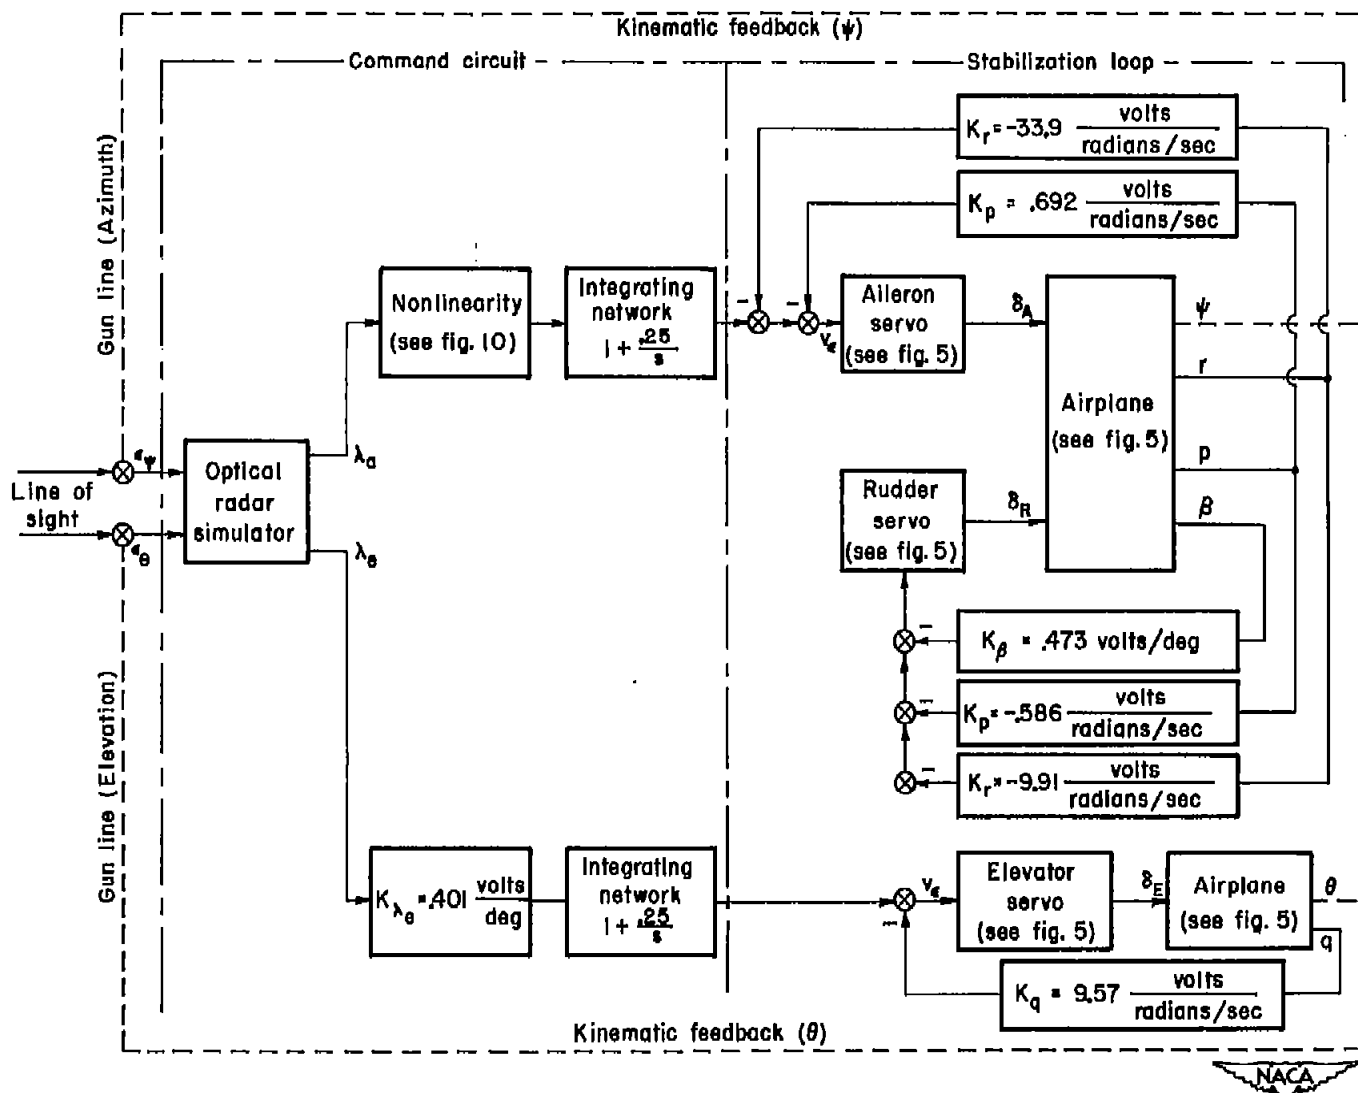 Kinematic feedback (ψ)
Command circuit
Stabilization loop
Gun line (Azimuth)
K_r = -33.9 volts / radians/sec
K_p = .692 volts / radians/sec
Nonlinearity
(see fig. 10)
Integrating
network
1 + .25/s
-
-
v_ε
Aileron
servo
(see fig. 5)
δ_A
Airplane
(see fig. 5)
ψ
r
p
β
Line of
sight
ε_ψ
ε_θ
Optical
radar
simulator
λ_a
λ_e
Rudder
servo
(see fig. 5)
δ_R
-
K_β = .473 volts/deg
-
K_p = -.586 volts / radians/sec
-
K_r = -9.91 volts / radians/sec
Gun line (Elevation)
K_λe = .401 volts / deg
Integrating
network
1 + .25/s
-
v_ε
Elevator
servo
(see fig. 5)
δ_E
Airplane
(see fig. 5)
θ
q
K_q = 9.57 volts / radians/sec
Kinematic feedback (θ)
NACA